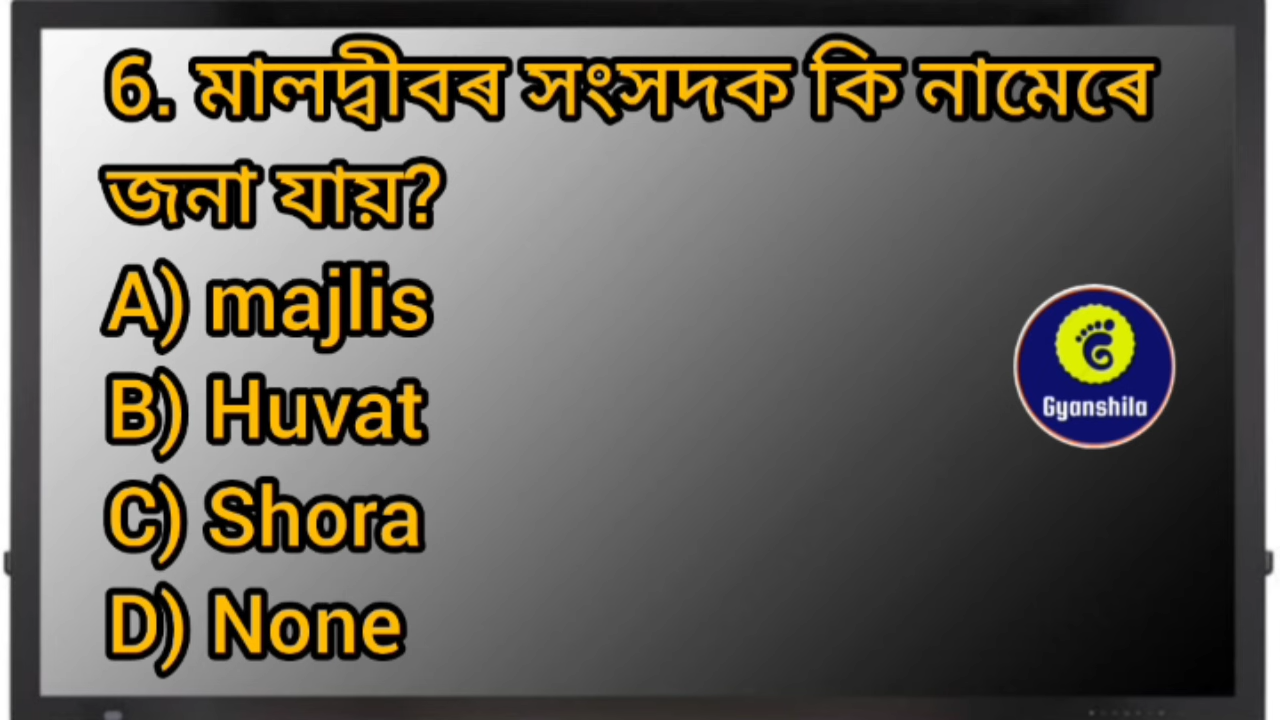 6. মালদ্বীবৰ সংসদক কি নামেৰে
জনা যায়?
A) majlis
B) Huvat
C) Shora
D) None
Gyanshila